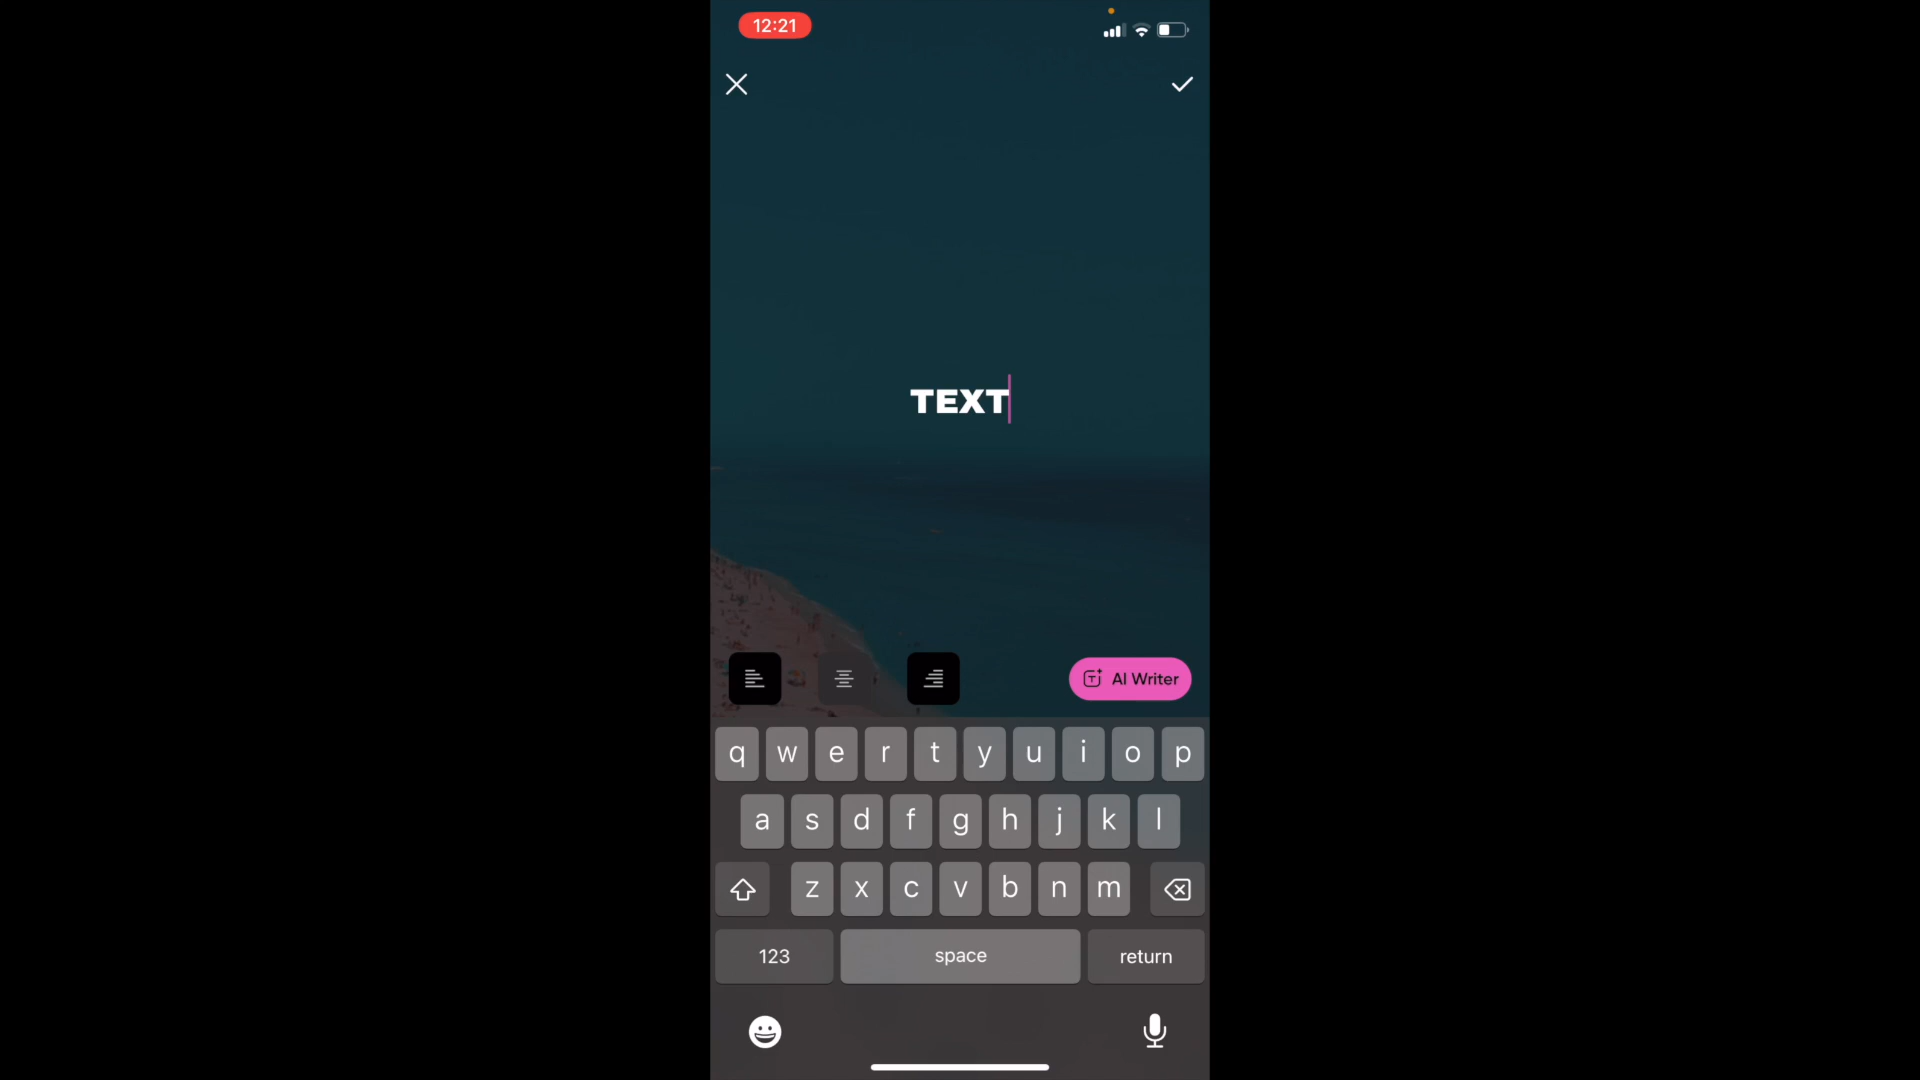 12:21
TEXT
AI Writer
q w e r t y u i o p
a s d f g h j k l
z x c v b n m
123 space return